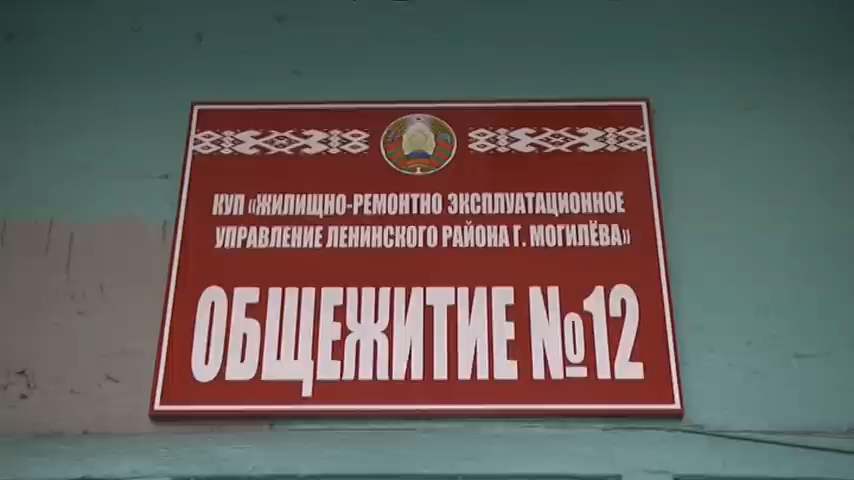 КУП «ЖИЛИЩНО-РЕМОНТНО ЭКСПЛУАТАЦИОННОЕ
УПРАВЛЕНИЕ ЛЕНИНСКОГО РАЙОНА Г. МОГИЛЁВА»
ОБЩЕЖИТИЕ №12